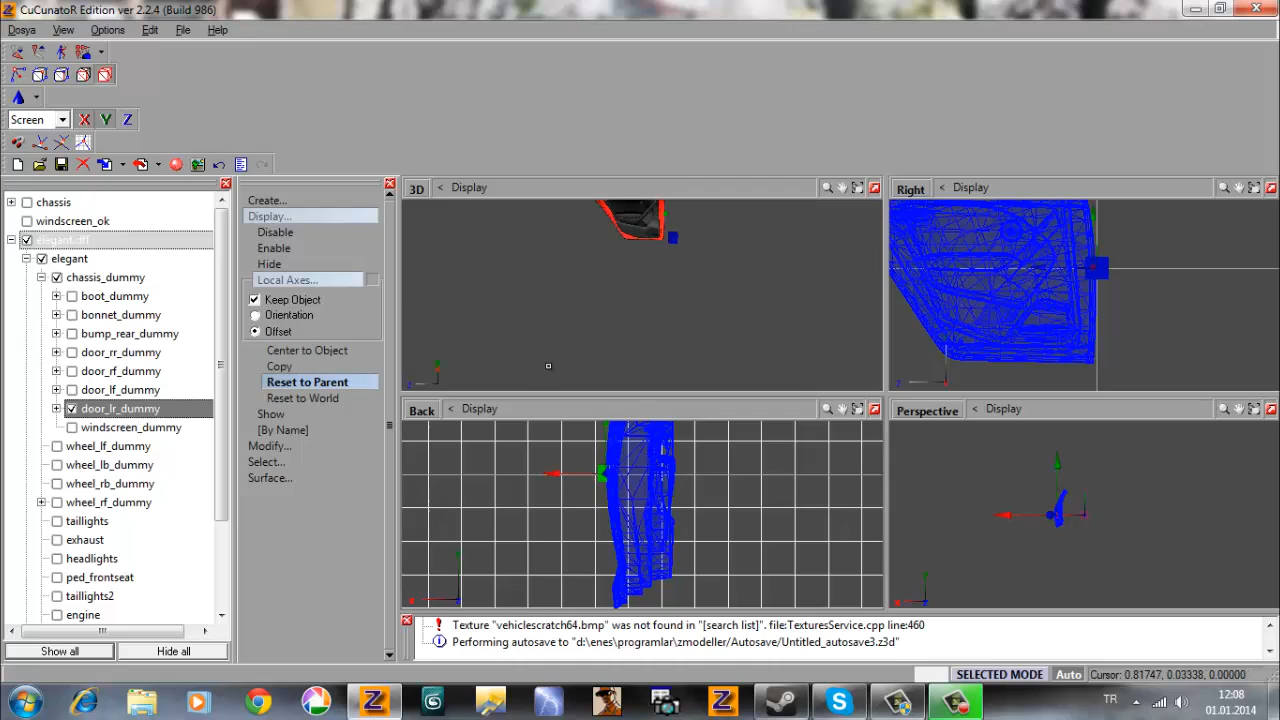 CuCunatoR Edition ver 2.2.4 (Build 986)
Dosya View Options Edit File Help
Screen X Y Z
chassis
windscreen_ok
elegant.dff
elegant
chassis_dummy
boot_dummy
bonnet_dummy
bump_rear_dummy
door_rr_dummy
door_rf_dummy
door_lf_dummy
door_lr_dummy
windscreen_dummy
wheel_lf_dummy
wheel_lb_dummy
wheel_rb_dummy
wheel_rf_dummy
taillights
exhaust
headlights
ped_frontseat
taillights2
engine
Show all Hide all
Create...
Display...
Disable
Enable
Hide
Local Axes...
Keep Object
Orientation
Offset
Center to Object
Copy
Reset to Parent
Reset to World
Show
[By Name]
Modify...
Select...
Surface...
3D < Display
Right < Display
Back < Display
Perspective < Display
Texture "vehiclescratch64.bmp" was not found in "[search list]". file:TexturesService.cpp line:460
Performing autosave to "d:\enes\programlar\zmodeller/Autosave/Untitled_autosave3.z3d"
SELECTED MODE Auto Cursor: 0.81747, 0.03338, 0.00000
TR 12:08
01.01.2014